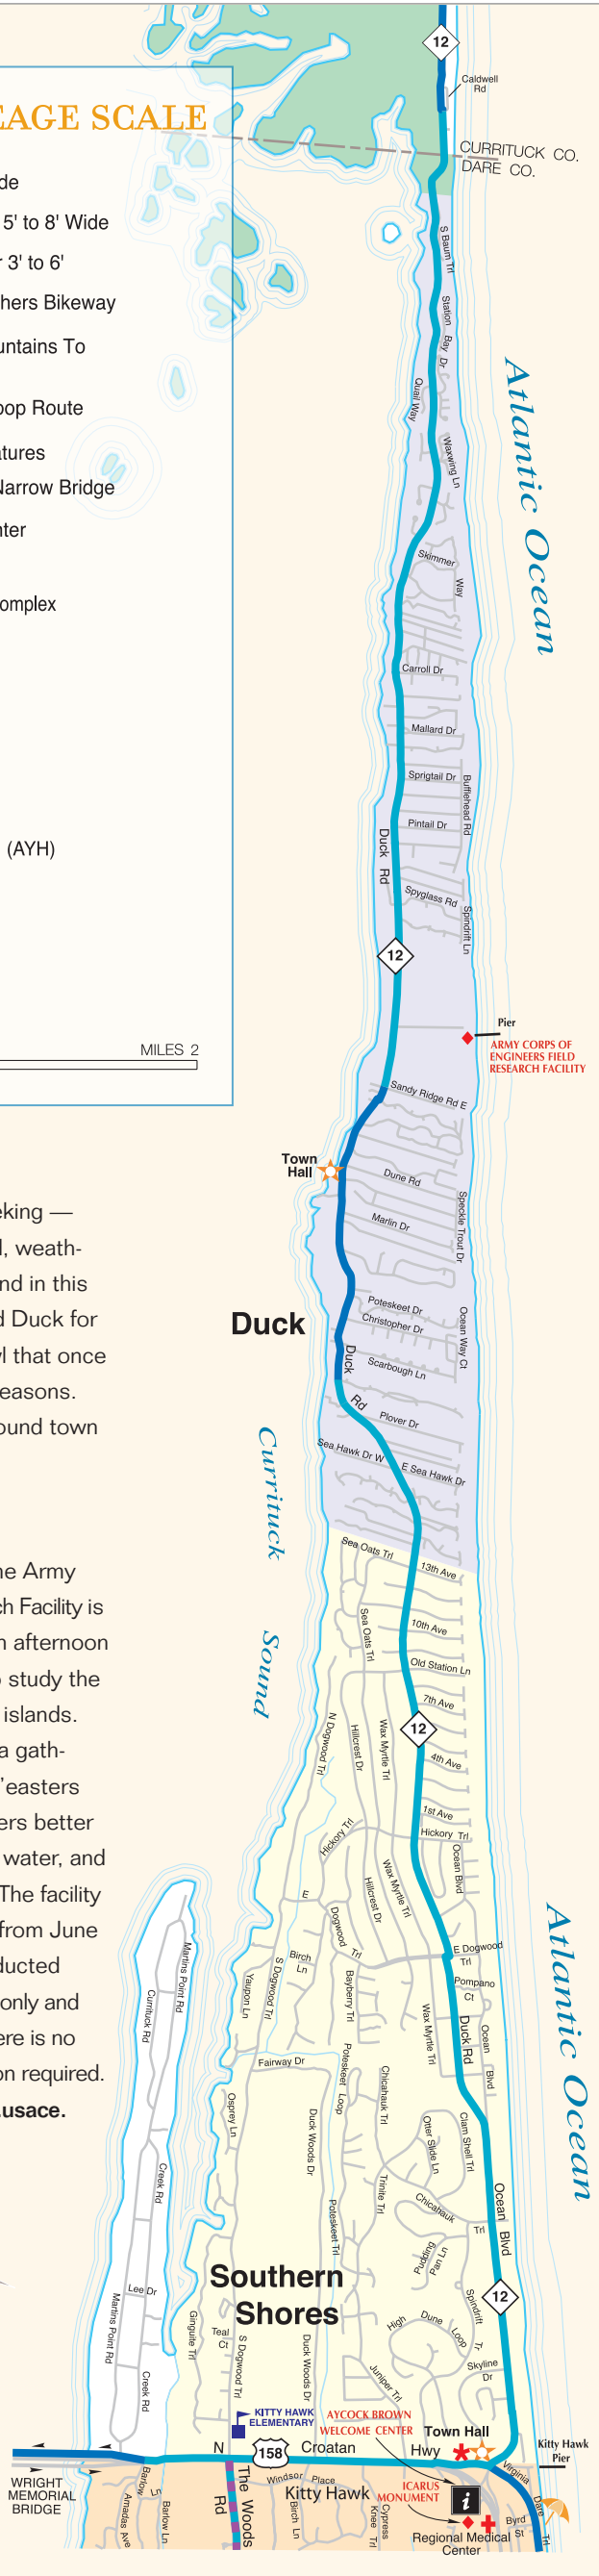 EAGE SCALE
de
5' to 8' Wide
r 3' to 6'
hers Bikeway
untains To
oop Route
atures
Narrow Bridge
nter
omplex
(AYH)
MILES 2
12
Caldwell
Rd
CURRITUCK CO.
DARE CO.
S Baum Trl
Station Bay Dr
Quail Way
Waxwing Ln
Atlantic Ocean
Skimmer
Way
Carroll Dr
Mallard Dr
Sprigtail Dr
Bufflehead Rd
Pintail Dr
Duck Rd
Spyglass Rd
Spindrift Ln
12
Pier
ARMY CORPS OF
ENGINEERS FIELD
RESEARCH FACILITY
Sandy Ridge Rd E
Town
Hall
Dune Rd
Speckle Trout Dr
Marlin Dr
Poteskeet Dr
Christopher Dr
Ocean Way Ct
Duck
Duck
Rd
Scarbough Ln
Plover Dr
Sea Hawk Dr W
E Sea Hawk Dr
Currituck
Sound
eking —
l, weath-
nd in this
d Duck for
vl that once
easons.
ound town
ne Army
ch Facility is
n afternoon
o study the
islands.
a gath-
'easters
ers better
water, and
The facility
from June
ducted
only and
ere is no
on required.
.usace.
Sea Oats Trl
13th Ave
Sea Oats Trl
10th Ave
Old Station Ln
7th Ave
12
N Dogwood Trl
Hillcrest Dr
Wax Myrtle Trl
4th Ave
1st Ave
Hickory Trl
Hickory Trl
Ocean Blvd
Wax Myrtle Trl
Hillcrest Dr
E
Dogwood
Trl
E Dogwood
Trl
Birch
Ln
Pompano
Ct
Yaupon Ln
S Dogwood Trl
Bayberry Trl
Wax Myrtle Trl
Duck Rd
Ocean
Blvd
Atlantic Ocean
Martins Point Rd
Currituck Rd
Fairway Dr
Poteskeet
Loop
Chicahauk Trl
Osprey Ln
Duck Woods Dr
Otter Slide Ln
Clam Shell Trl
Creek Rd
Trinite Trl
Chicahauk
Trl
Ocean Blvd
Poteskeet Trl
Pudding
Pan Ln
Southern
Shores
12
Lee Dr
Martins Point Rd
Creek Rd
Ginguite Trl
Teal
Ct
S Dogwood Trl
Duck Woods Dr
High
Dune
Loop
Spindrift
Tr
Skyline
Dr
Juniper Trl
KITTY HAWK
ELEMENTARY
AYCOCK BROWN
WELCOME CENTER
Town Hall
Kitty Hawk
Pier
N
158
Croatan
Hwy
WRIGHT
MEMORIAL
BRIDGE
Barlow
Ln
Amadas Ave
Barlow Ln
The Woods
Rd
Windsor Place
Birch Ln
Kitty Hawk
Cypress
Knee Trl
ICARUS
MONUMENT
i
Virginia
Dare
Trl
Byrd
St
Regional Medical
Center